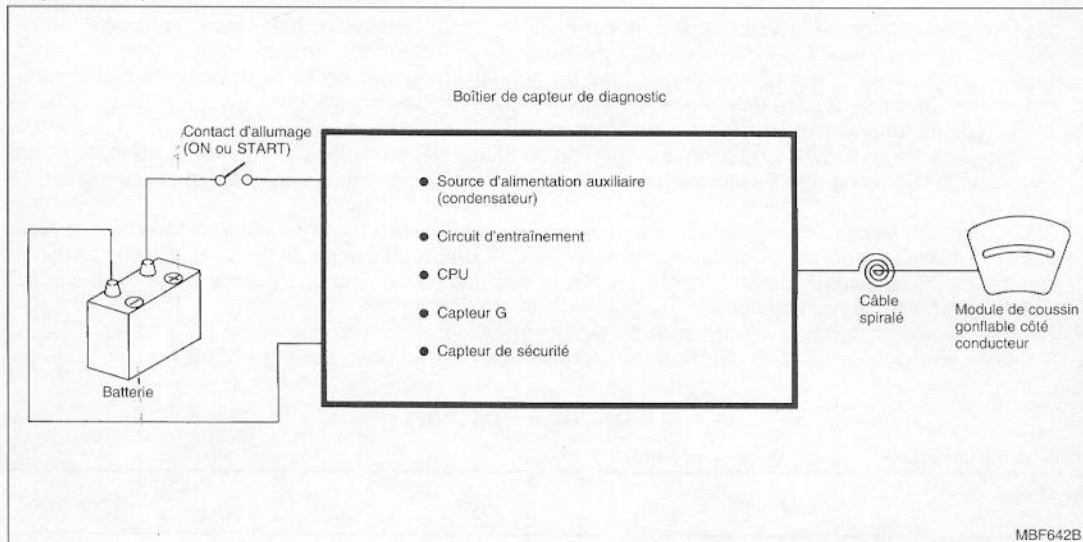 Boîtier de capteur de diagnostic
Contact d'allumage
(ON ou START)
● Source d'alimentation auxiliaire
(condensateur)
● Circuit d'entraînement
● CPU
● Capteur G
● Capteur de sécurité
Batterie
Câble
spiralé
Module de coussin
gonflable côté
conducteur
MBF642B